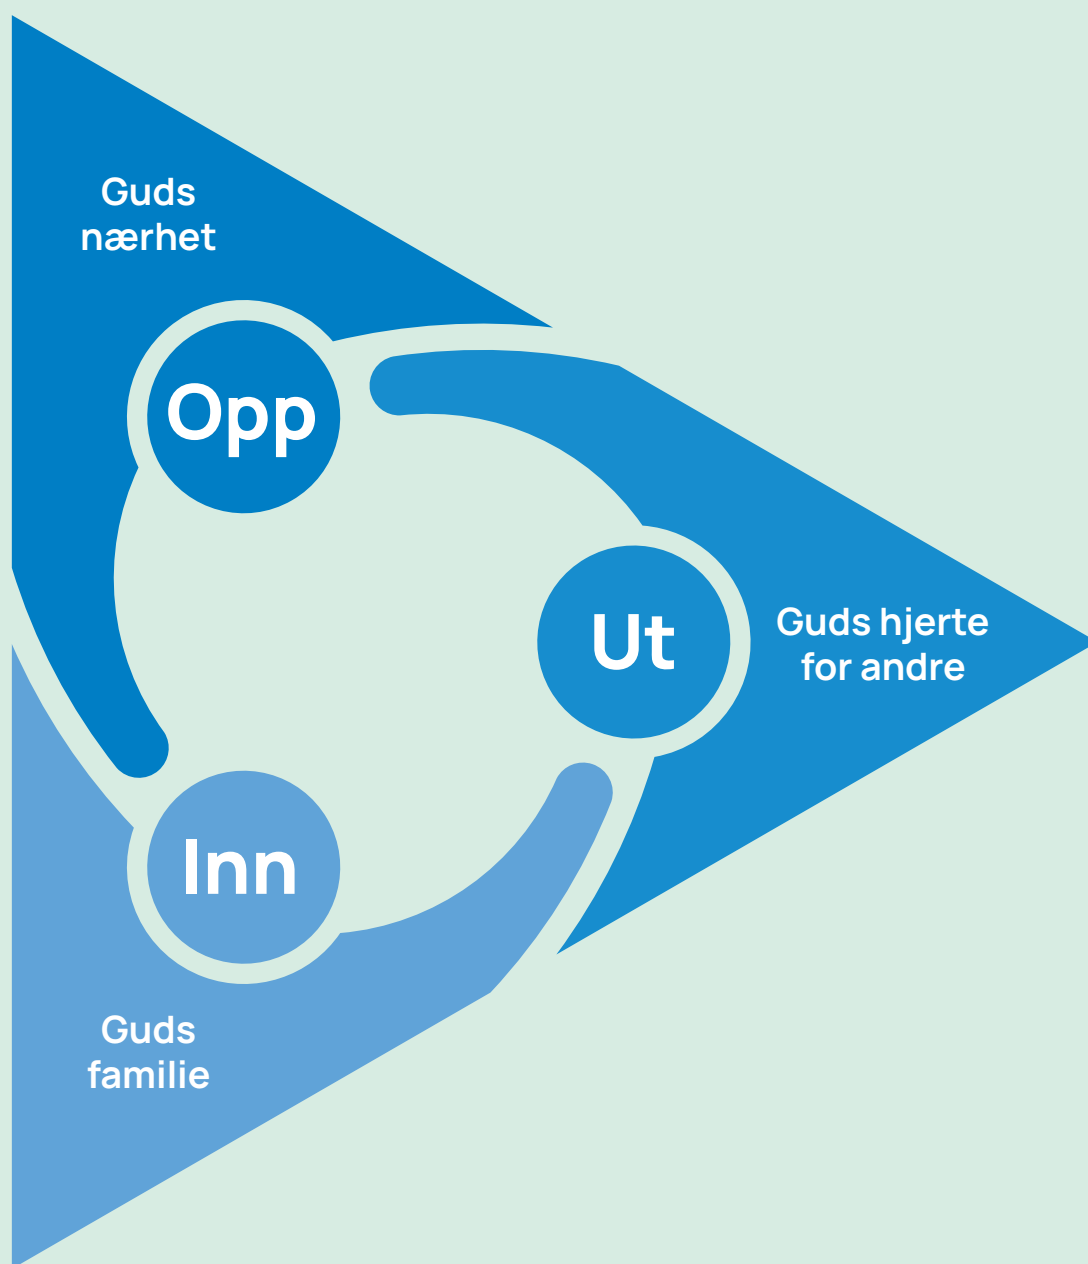 Guds
nærhet
Opp
Ut
Guds hjerte
for andre
Inn
Guds
familie